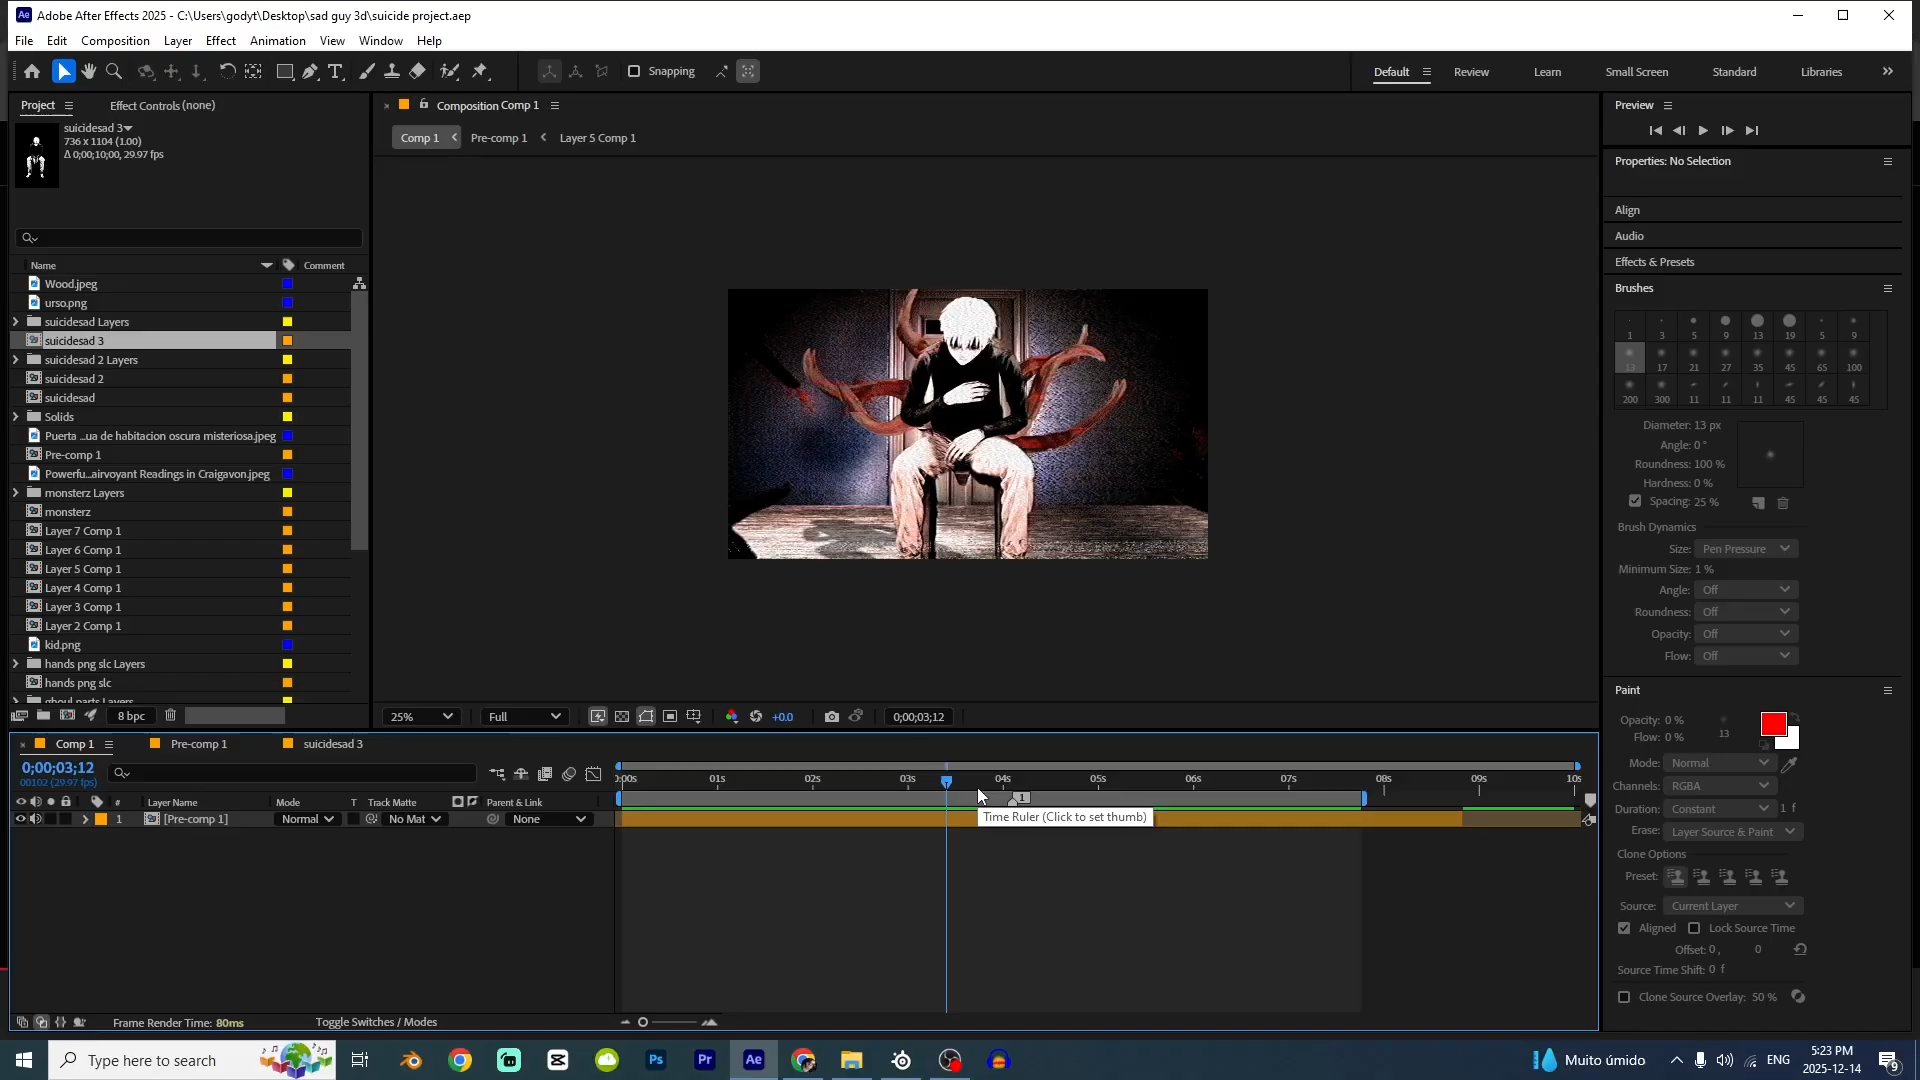 Adobe After Effects 2025 - C:\Users\godyt\Desktop\sad guy 3d\suicide project.aep
File Edit Composition Layer Effect Animation View Window Help
Snapping
Default Review Learn Small Screen Standard Libraries
Project Effect Controls (none)
suicidesad 3
736 x 1104 (1.00)
Δ 0;00;10;00, 29.97 fps
Name Comment
Wood.jpeg
urso.png
suicidesad Layers
suicidesad 3
suicidesad 2 Layers
suicidesad 2
suicidesad
Solids
Puerta ...ua de habitacion oscura misteriosa.jpeg
Pre-comp 1
Powerfu...airvoyant Readings in Craigavon.jpeg
monsterz Layers
monsterz
Layer 7 Comp 1
Layer 6 Comp 1
Layer 5 Comp 1
Layer 4 Comp 1
Layer 3 Comp 1
Layer 2 Comp 1
kid.png
hands png slc Layers
hands png slc
ghoul parts Layers
8 bpc
Composition Comp 1
Comp 1 Pre-comp 1 Layer 5 Comp 1
25% Full +0.0 0;00;03;12
Preview
Properties: No Selection
Align
Audio
Effects & Presets
Brushes
1 3 5 9 13 19 5 9
13 17 21 27 35 45 65 100
200 300 11 11 11 45 45 45
Diameter: 13 px
Angle: 0 °
Roundness: 100 %
Hardness: 0 %
Spacing: 25 %
Brush Dynamics
Size: Pen Pressure
Minimum Size: 1 %
Angle: Off
Roundness: Off
Opacity: Off
Flow: Off
Paint
Opacity: 0 %
Flow: 0 %
13
Mode: Normal
Channels: RGBA
Duration: Constant 1 f
Erase: Layer Source & Paint
Clone Options
Preset:
Source: Current Layer
Aligned Lock Source Time
Offset: 0 , 0
Source Time Shift: 0 f
Clone Source Overlay: 50 %
Comp 1 Pre-comp 1 suicidesad 3
0;00;03;12
00102 (29.97 fps)
0:00s 01s 02s 03s 04s 05s 06s 07s 08s 09s 10s
1
# Layer Name Mode T Track Matte Parent & Link
1 [Pre-comp 1] Normal No Mat None
Time Ruler (Click to set thumb)
Frame Render Time: 80ms Toggle Switches / Modes
Type here to search
Ps Pr Ae
Muito úmido
ENG
5:23 PM
2025-12-14
9